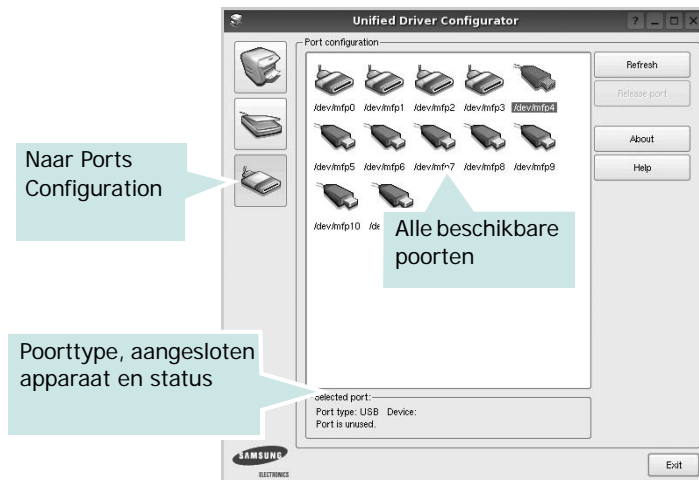 Unified Driver Configurator
Port configuration
/dev/mfp0 /dev/mfp1 /dev/mfp2 /dev/mfp3 /dev/mfp4
/dev/mfp5 /dev/mfp6 /dev/mfp7 /dev/mfp8 /dev/mfp9
/dev/mfp10
Refresh
Release port
About
Help
Naar Ports
Configuration
Alle beschikbare
poorten
Poorttype, aangesloten
apparaat en status
Selected port:
Port type: USB Device:
Port is unused.
SAMSUNG
ELECTRONICS
Exit